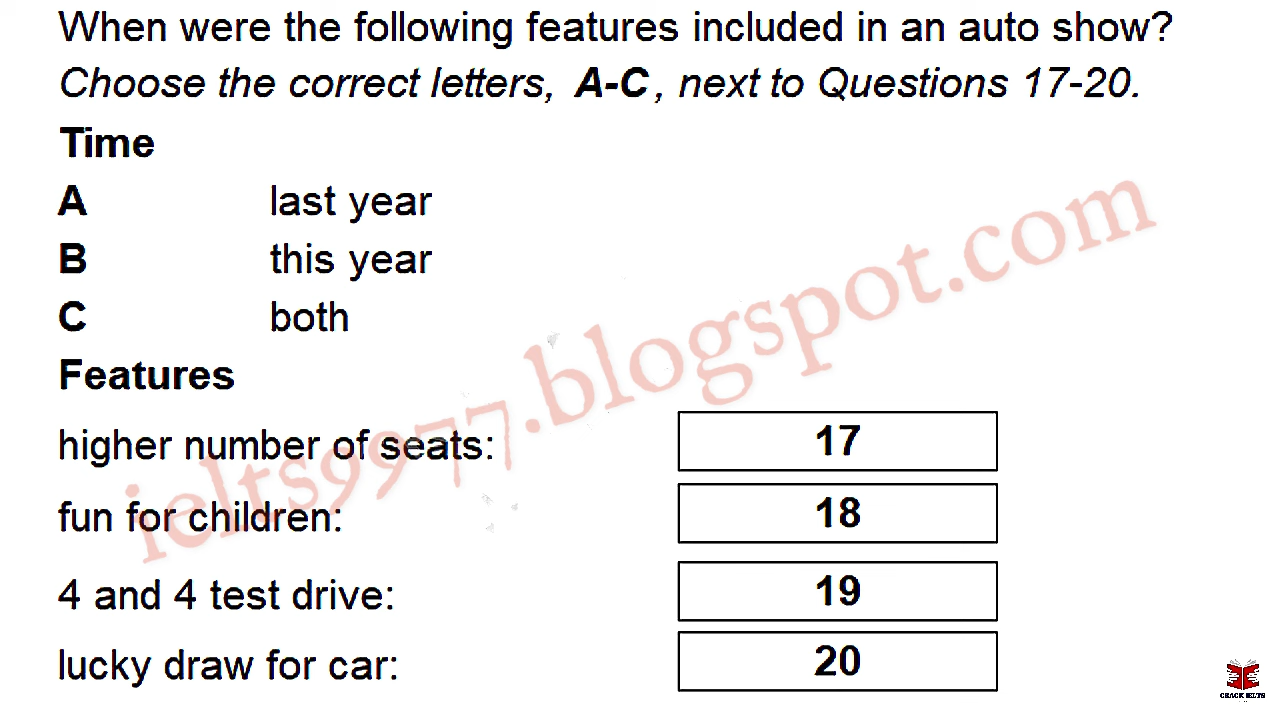 When were the following features included in an auto show?
Choose the correct letters, A-C, next to Questions 17-20.
Time
A last year
B this year
C both
Features
higher number of seats: 17
fun for children: 18
4 and 4 test drive: 19
lucky draw for car: 20
ielts9977.blogspot.com
CRACK IELTS